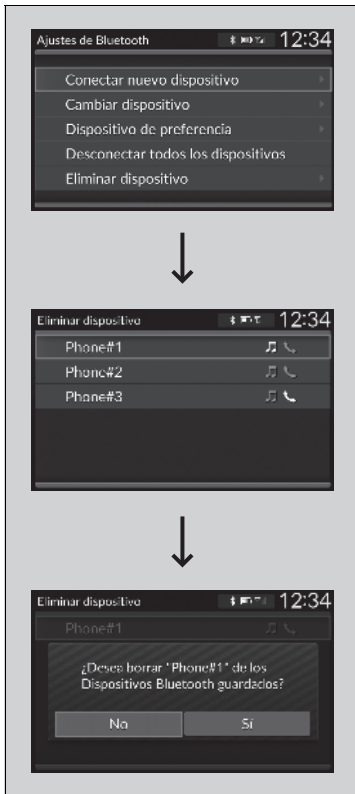 Ajustes de Bluetooth 12:34
Conectar nuevo dispositivo
Cambiar dispositivo
Dispositivo de preferencia
Desconectar todos los dispositivos
Eliminar dispositivo
Eliminar dispositivo 12:34
Phone#1
Phone#2
Phone#3
Eliminar dispositivo 12:34
Phone#1
¿Desea borrar "Phone#1" de los
Dispositivos Bluetooth guardados?
No Sí